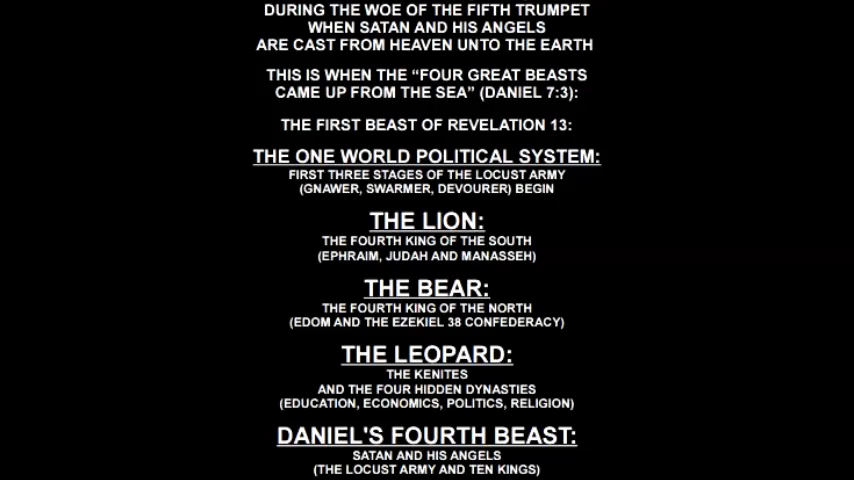 DURING THE WOE OF THE FIFTH TRUMPET
WHEN SATAN AND HIS ANGELS
ARE CAST FROM HEAVEN UNTO THE EARTH
THIS IS WHEN THE “FOUR GREAT BEASTS
CAME UP FROM THE SEA” (DANIEL 7:3):
THE FIRST BEAST OF REVELATION 13:
THE ONE WORLD POLITICAL SYSTEM:
FIRST THREE STAGES OF THE LOCUST ARMY
(GNAWER, SWARMER, DEVOURER) BEGIN
THE LION:
THE FOURTH KING OF THE SOUTH
(EPHRAIM, JUDAH AND MANASSEH)
THE BEAR:
THE FOURTH KING OF THE NORTH
(EDOM AND THE EZEKIEL 38 CONFEDERACY)
THE LEOPARD:
THE KENITES
AND THE FOUR HIDDEN DYNASTIES
(EDUCATION, ECONOMICS, POLITICS, RELIGION)
DANIEL'S FOURTH BEAST:
SATAN AND HIS ANGELS
(THE LOCUST ARMY AND TEN KINGS)